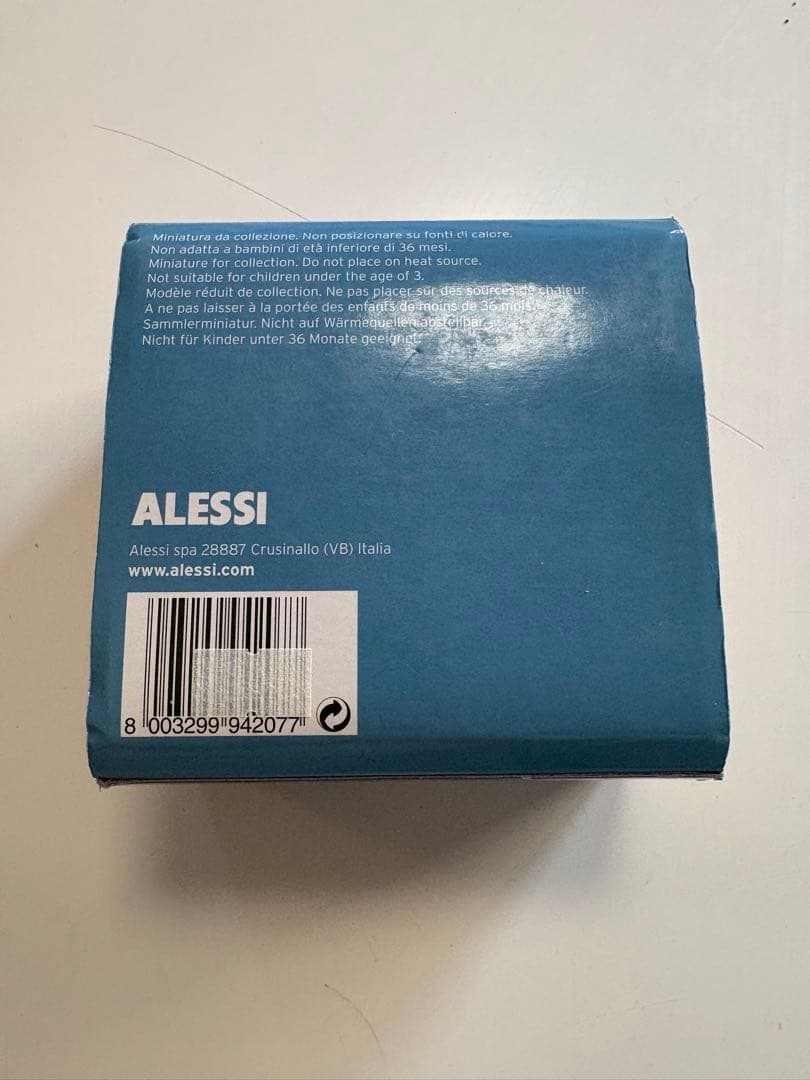 Miniatura da collezione. Non posizionare su fonti di calore.
Non adatta a bambini di età inferiore di 36 mesi.
Miniature for collection. Do not place on heat source.
Not suitable for children under the age of 3.
Modèle réduit de collection. Ne pas placer sur des sources de chaleur.
A ne pas laisser à la portée des enfants de moins de 36 mois.
Sammlerminiatur. Nicht auf Wärmequellen abstellbar.
Nicht für Kinder unter 36 Monate geeignet.
ALESSI
Alessi spa 28887 Crusinallo (VB) Italia
www.alessi.com
8 003299 942077